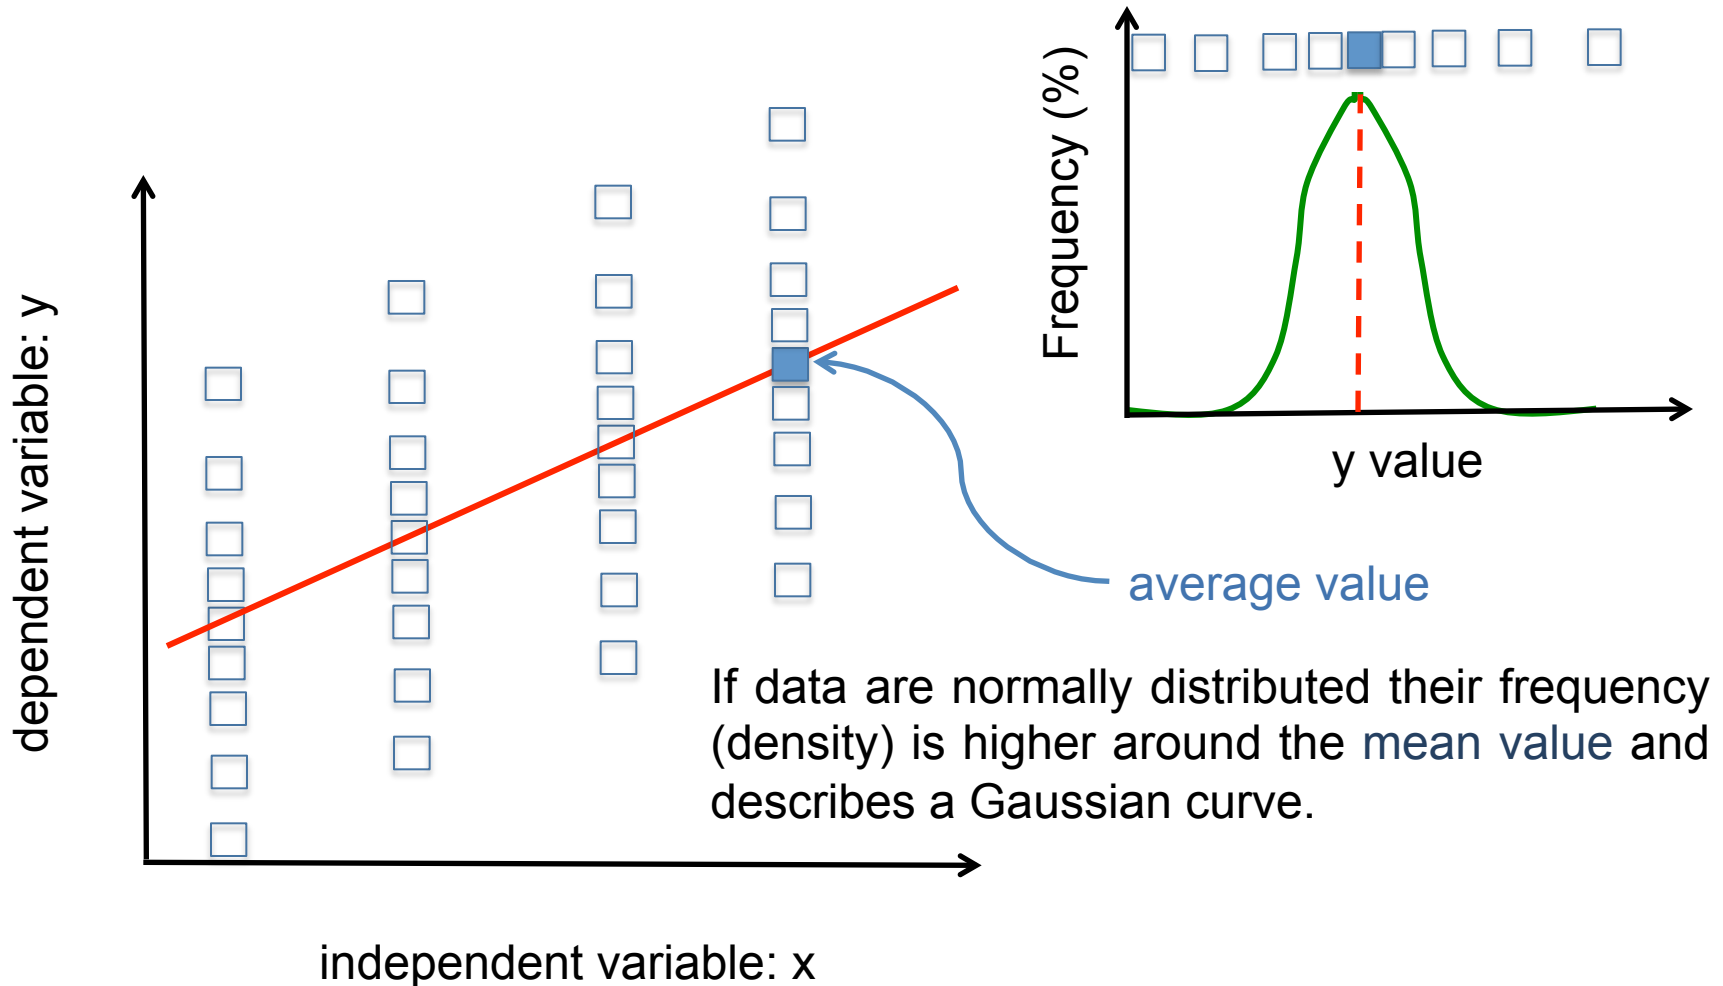 dependent variable: y
independent variable: x
Frequency (%)
y value
average value
If data are normally distributed their frequency
(density) is higher around the mean value and
describes a Gaussian curve.